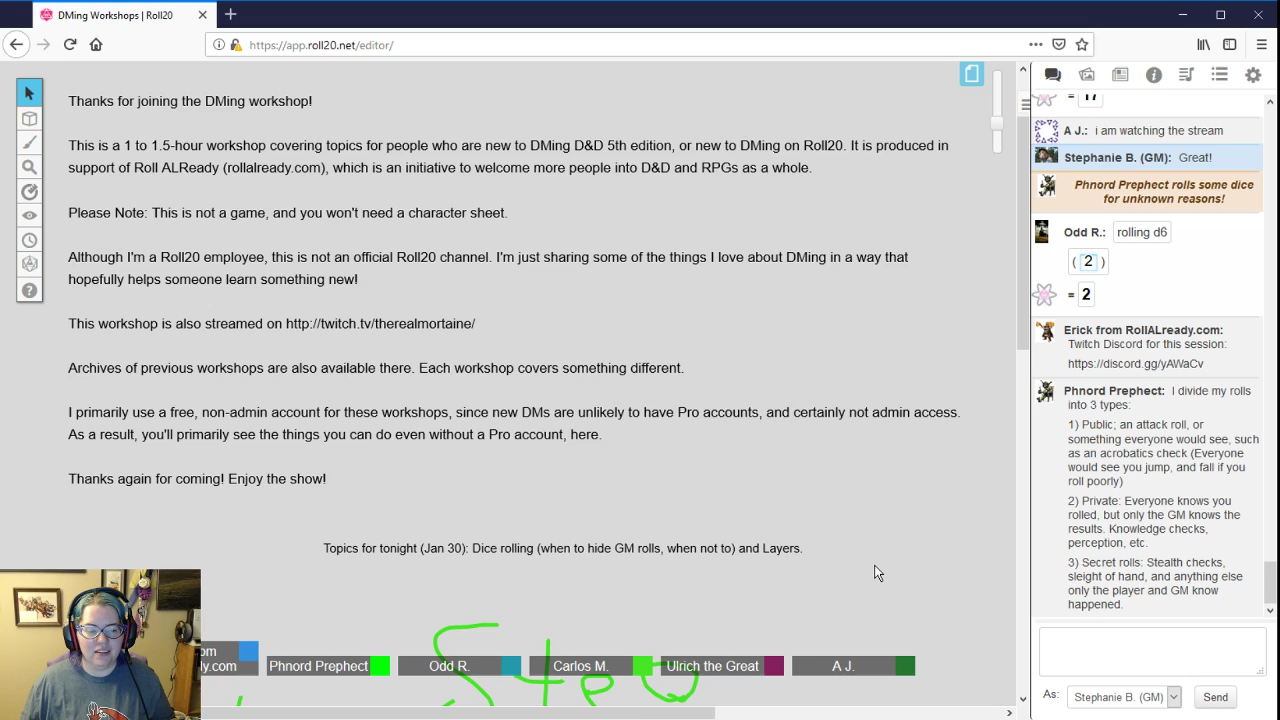 DMing Workshops | Roll20
https://app.roll20.net/editor/
Thanks for joining the DMing workshop!
This is a 1 to 1.5-hour workshop covering topics for people who are new to DMing D&D 5th edition, or new to DMing on Roll20. It is produced in
support of Roll ALReady (rollalready.com), which is an initiative to welcome more people into D&D and RPGs as a whole.
Please Note: This is not a game, and you won't need a character sheet.
Although I'm a Roll20 employee, this is not an official Roll20 channel. I'm just sharing some of the things I love about DMing in a way that
hopefully helps someone learn something new!
This workshop is also streamed on http://twitch.tv/therealmortaine/
Archives of previous workshops are also available there. Each workshop covers something different.
I primarily use a free, non-admin account for these workshops, since new DMs are unlikely to have Pro accounts, and certainly not admin access.
As a result, you'll primarily see the things you can do even without a Pro account, here.
Thanks again for coming! Enjoy the show!
Topics for tonight (Jan 30): Dice rolling (when to hide GM rolls, when not to) and Layers.
om
ly.com
Phnord Prephect
Odd R.
Carlos M.
Ulrich the Great
A J.
= 17
A J.: i am watching the stream
Stephanie B. (GM): Great!
Phnord Prephect rolls some dice
for unknown reasons!
Odd R.: rolling d6
( 2 )
= 2
Erick from RollALready.com:
Twitch Discord for this session:
https://discord.gg/yAWaCv
Phnord Prephect: I divide my rolls
into 3 types:
1) Public; an attack roll, or
something everyone would see, such
as an acrobatics check (Everyone
would see you jump, and fall if you
roll poorly)
2) Private: Everyone knows you
rolled, but only the GM knows the
results. Knowledge checks,
perception, etc.
3) Secret rolls: Stealth checks,
sleight of hand, and anything else
only the player and GM know
happened.
As: Stephanie B. (GM) Send